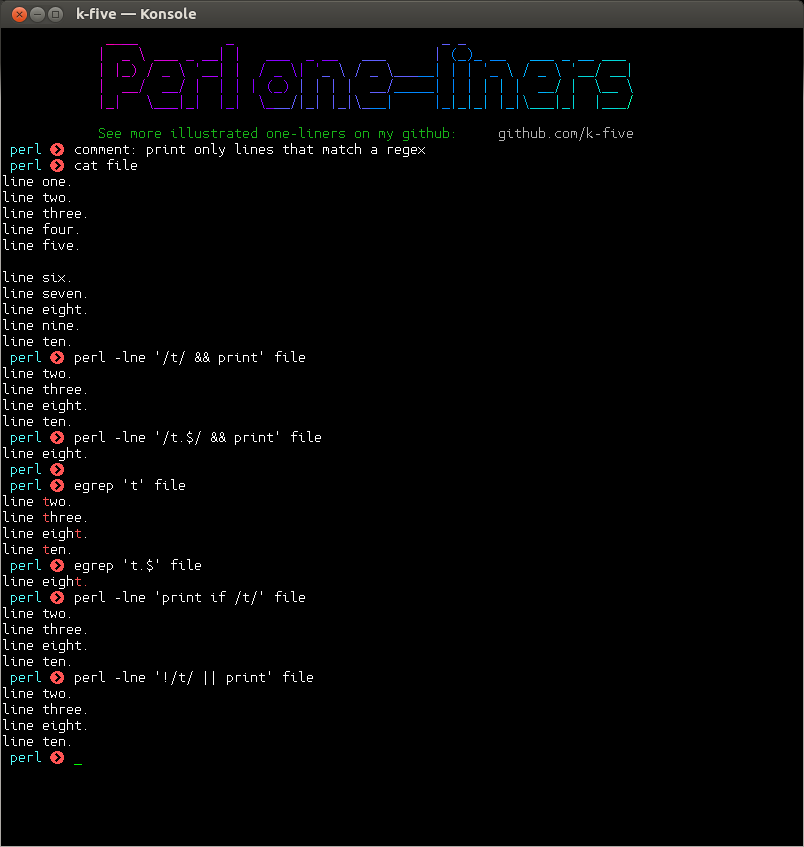 k-five — Konsole
Perl one-liners
See more illustrated one-liners on my github: github.com/k-five
perl comment: print only lines that match a regex
perl cat file
line one.
line two.
line three.
line four.
line five.
line six.
line seven.
line eight.
line nine.
line ten.
perl perl -lne '/t/ && print' file
line two.
line three.
line eight.
line ten.
perl perl -lne '/t.$/ && print' file
line eight.
perl
perl egrep 't' file
line two.
line three.
line eight.
line ten.
perl egrep 't.$' file
line eight.
perl perl -lne 'print if /t/' file
line two.
line three.
line eight.
line ten.
perl perl -lne '!/t/ || print' file
line two.
line three.
line eight.
line ten.
perl _